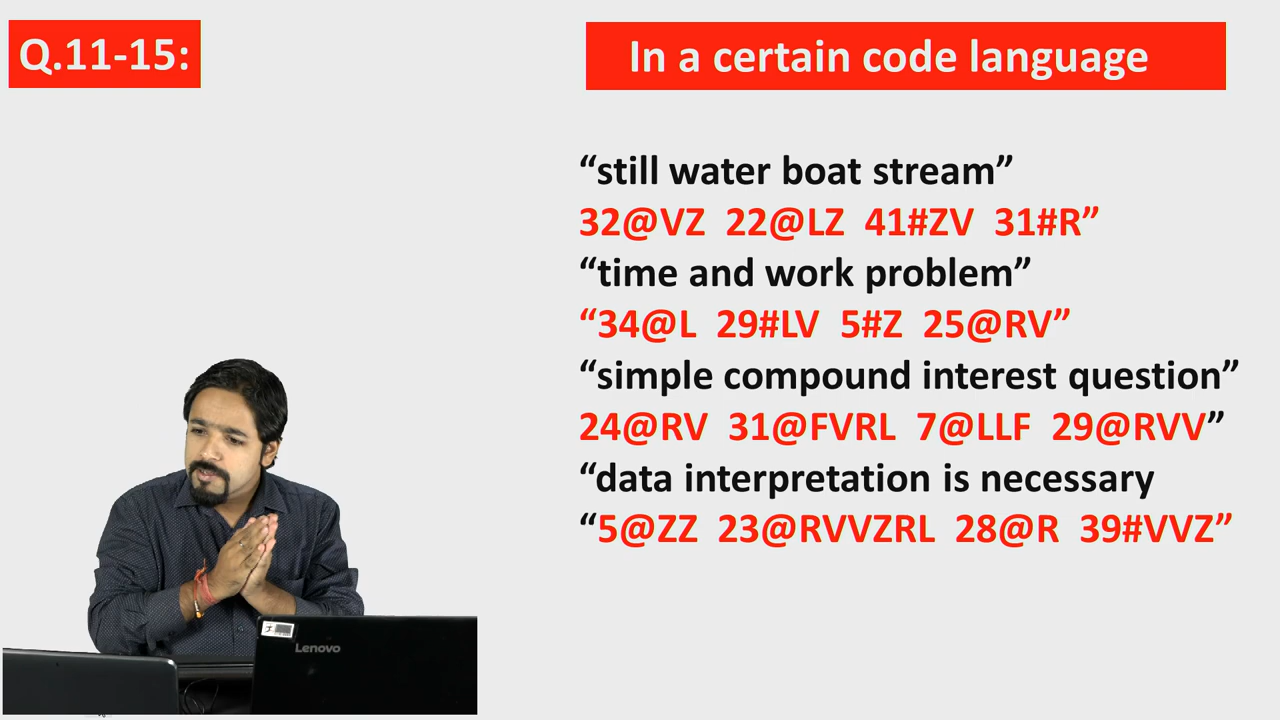 Q.11-15:
In a certain code language
“still water boat stream”
32@VZ 22@LZ 41#ZV 31#R”
“time and work problem”
“34@L 29#LV 5#Z 25@RV”
“simple compound interest question”
24@RV 31@FVRL 7@LLF 29@RVV”
“data interpretation is necessary
“5@ZZ 23@RVVZRL 28@R 39#VVZ”
Lenovo